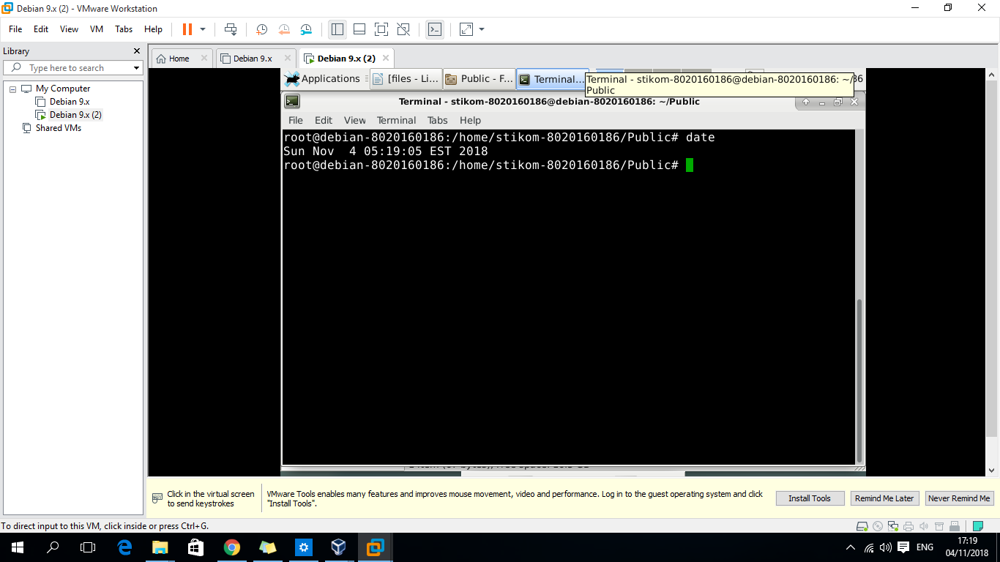 Debian 9.x (2) - VMware Workstation
File Edit View VM Tabs Help
Library
Home
Debian 9.x
Debian 9.x (2)
Type here to search
My Computer
Debian 9.x
Debian 9.x (2)
Shared VMs
Applications
[files - Li...
Public - F...
Terminal...
Terminal - stikom-8020160186@debian-8020160186: ~/
Public
86
Terminal - stikom-8020160186@debian-8020160186: ~/Public
File Edit View Terminal Tabs Help
root@debian-8020160186:/home/stikom-8020160186/Public# date
Sun Nov  4 05:19:05 EST 2018
root@debian-8020160186:/home/stikom-8020160186/Public#
Click in the virtual screen
to send keystrokes
VMware Tools enables many features and improves mouse movement, video and performance. Log in to the guest operating system and click
"Install Tools".
Install Tools
Remind Me Later
Never Remind Me
To direct input to this VM, click inside or press Ctrl+G.
ENG
17:19
04/11/2018